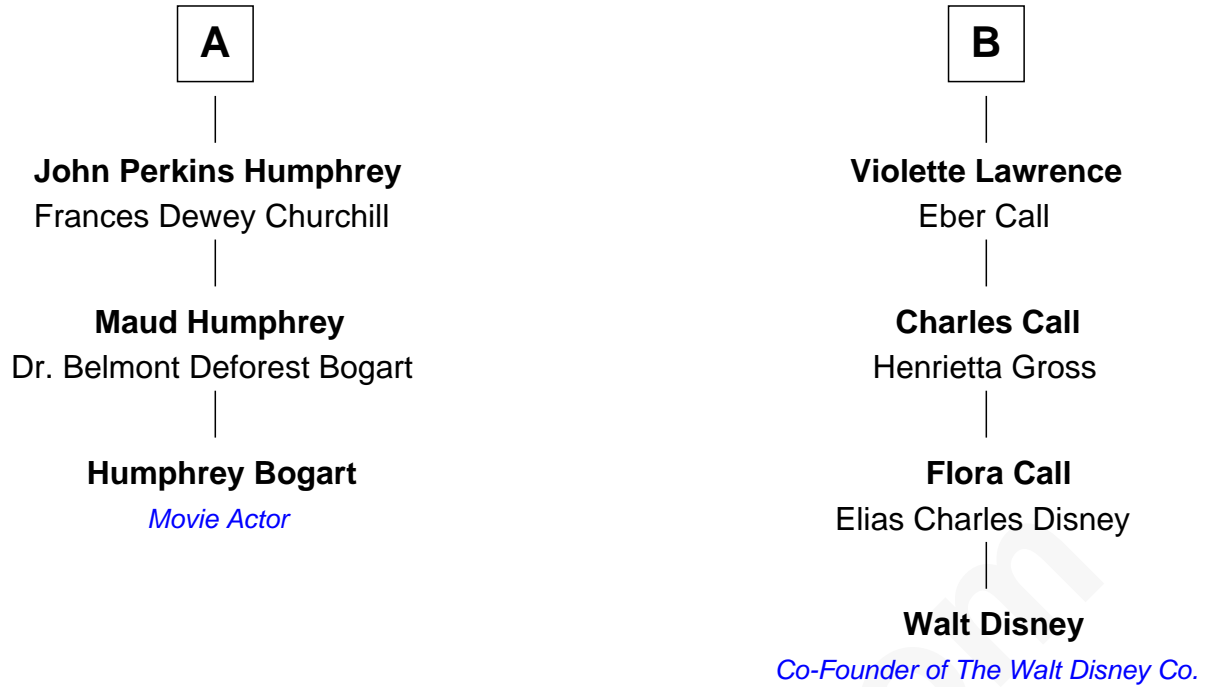 A
John Perkins Humphrey
Frances Dewey Churchill
Maud Humphrey
Dr. Belmont Deforest Bogart
Humphrey Bogart
Movie Actor
B
Violette Lawrence
Eber Call
Charles Call
Henrietta Gross
Flora Call
Elias Charles Disney
Walt Disney
Co-Founder of The Walt Disney Co.